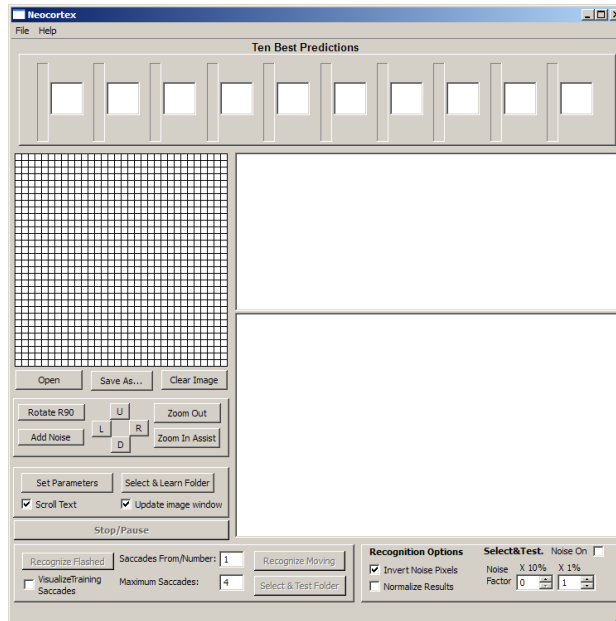 Neocortex
File Help
Ten Best Predictions
Open Save As... Clear Image
Rotate R90 U Zoom Out
L R
Add Noise D Zoom In Assist
Set Parameters Select & Learn Folder
Scroll Text Update image window
Stop/Pause
Recognize Flashed Saccades From/Number: 1 Recognize Moving
VisualizeTraining Saccades Maximum Saccades: 4 Select & Test Folder
Recognition Options Select&Test. Noise On
Invert Noise Pixels Noise X 10% X 1%
Normalize Results Factor 0 1